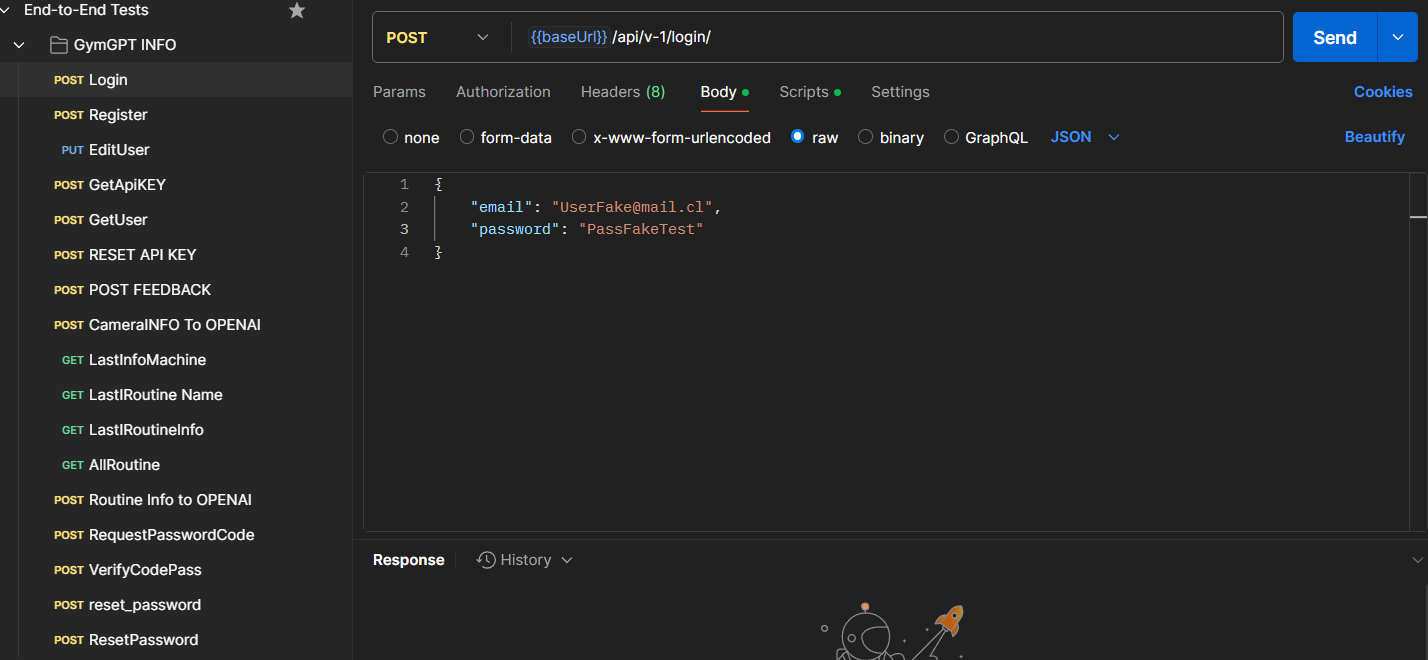 End-to-End Tests
GymGPT INFO
POST Login
POST Register
PUT EditUser
POST GetApiKEY
POST GetUser
POST RESET API KEY
POST POST FEEDBACK
POST CameraINFO To OPENAI
GET LastInfoMachine
GET LastIRoutine Name
GET LastIRoutineInfo
GET AllRoutine
POST Routine Info to OPENAI
POST RequestPasswordCode
POST VerifyCodePass
POST reset_password
POST ResetPassword
POST {{baseUrl}} /api/v-1/login/ Send
Params Authorization Headers (8) Body Scripts Settings Cookies
none form-data x-www-form-urlencoded raw binary GraphQL JSON Beautify
1 {
2 "email": "UserFake@mail.cl",
3 "password": "PassFakeTest"
4 }
Response History